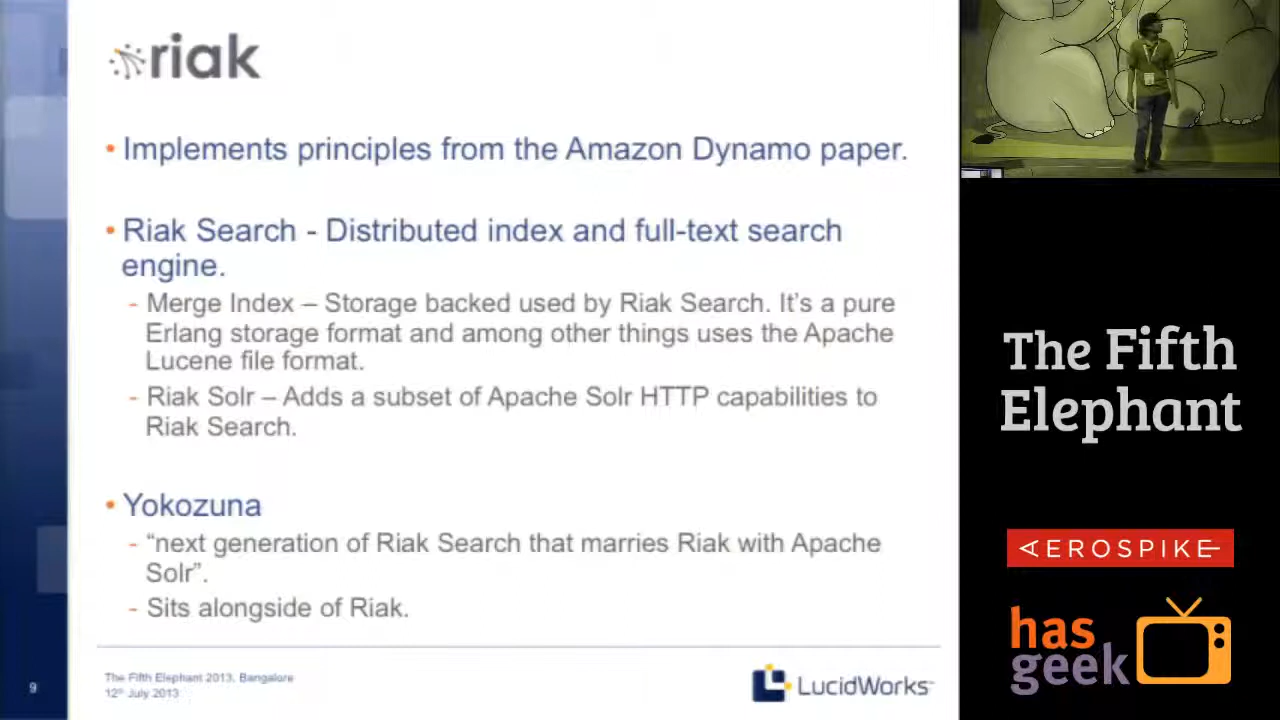 riak
• Implements principles from the Amazon Dynamo paper.
• Riak Search - Distributed index and full-text search
engine.
- Merge Index – Storage backed used by Riak Search. It's a pure
Erlang storage format and among other things uses the Apache
Lucene file format.
- Riak Solr – Adds a subset of Apache Solr HTTP capabilities to
Riak Search.
• Yokozuna
- “next generation of Riak Search that marries Riak with Apache
Solr”.
- Sits alongside of Riak.
9
The Fifth Elephant 2013, Bangalore
12th July 2013
LucidWorks
The Fifth
Elephant
AEROSPIKE
has
geek